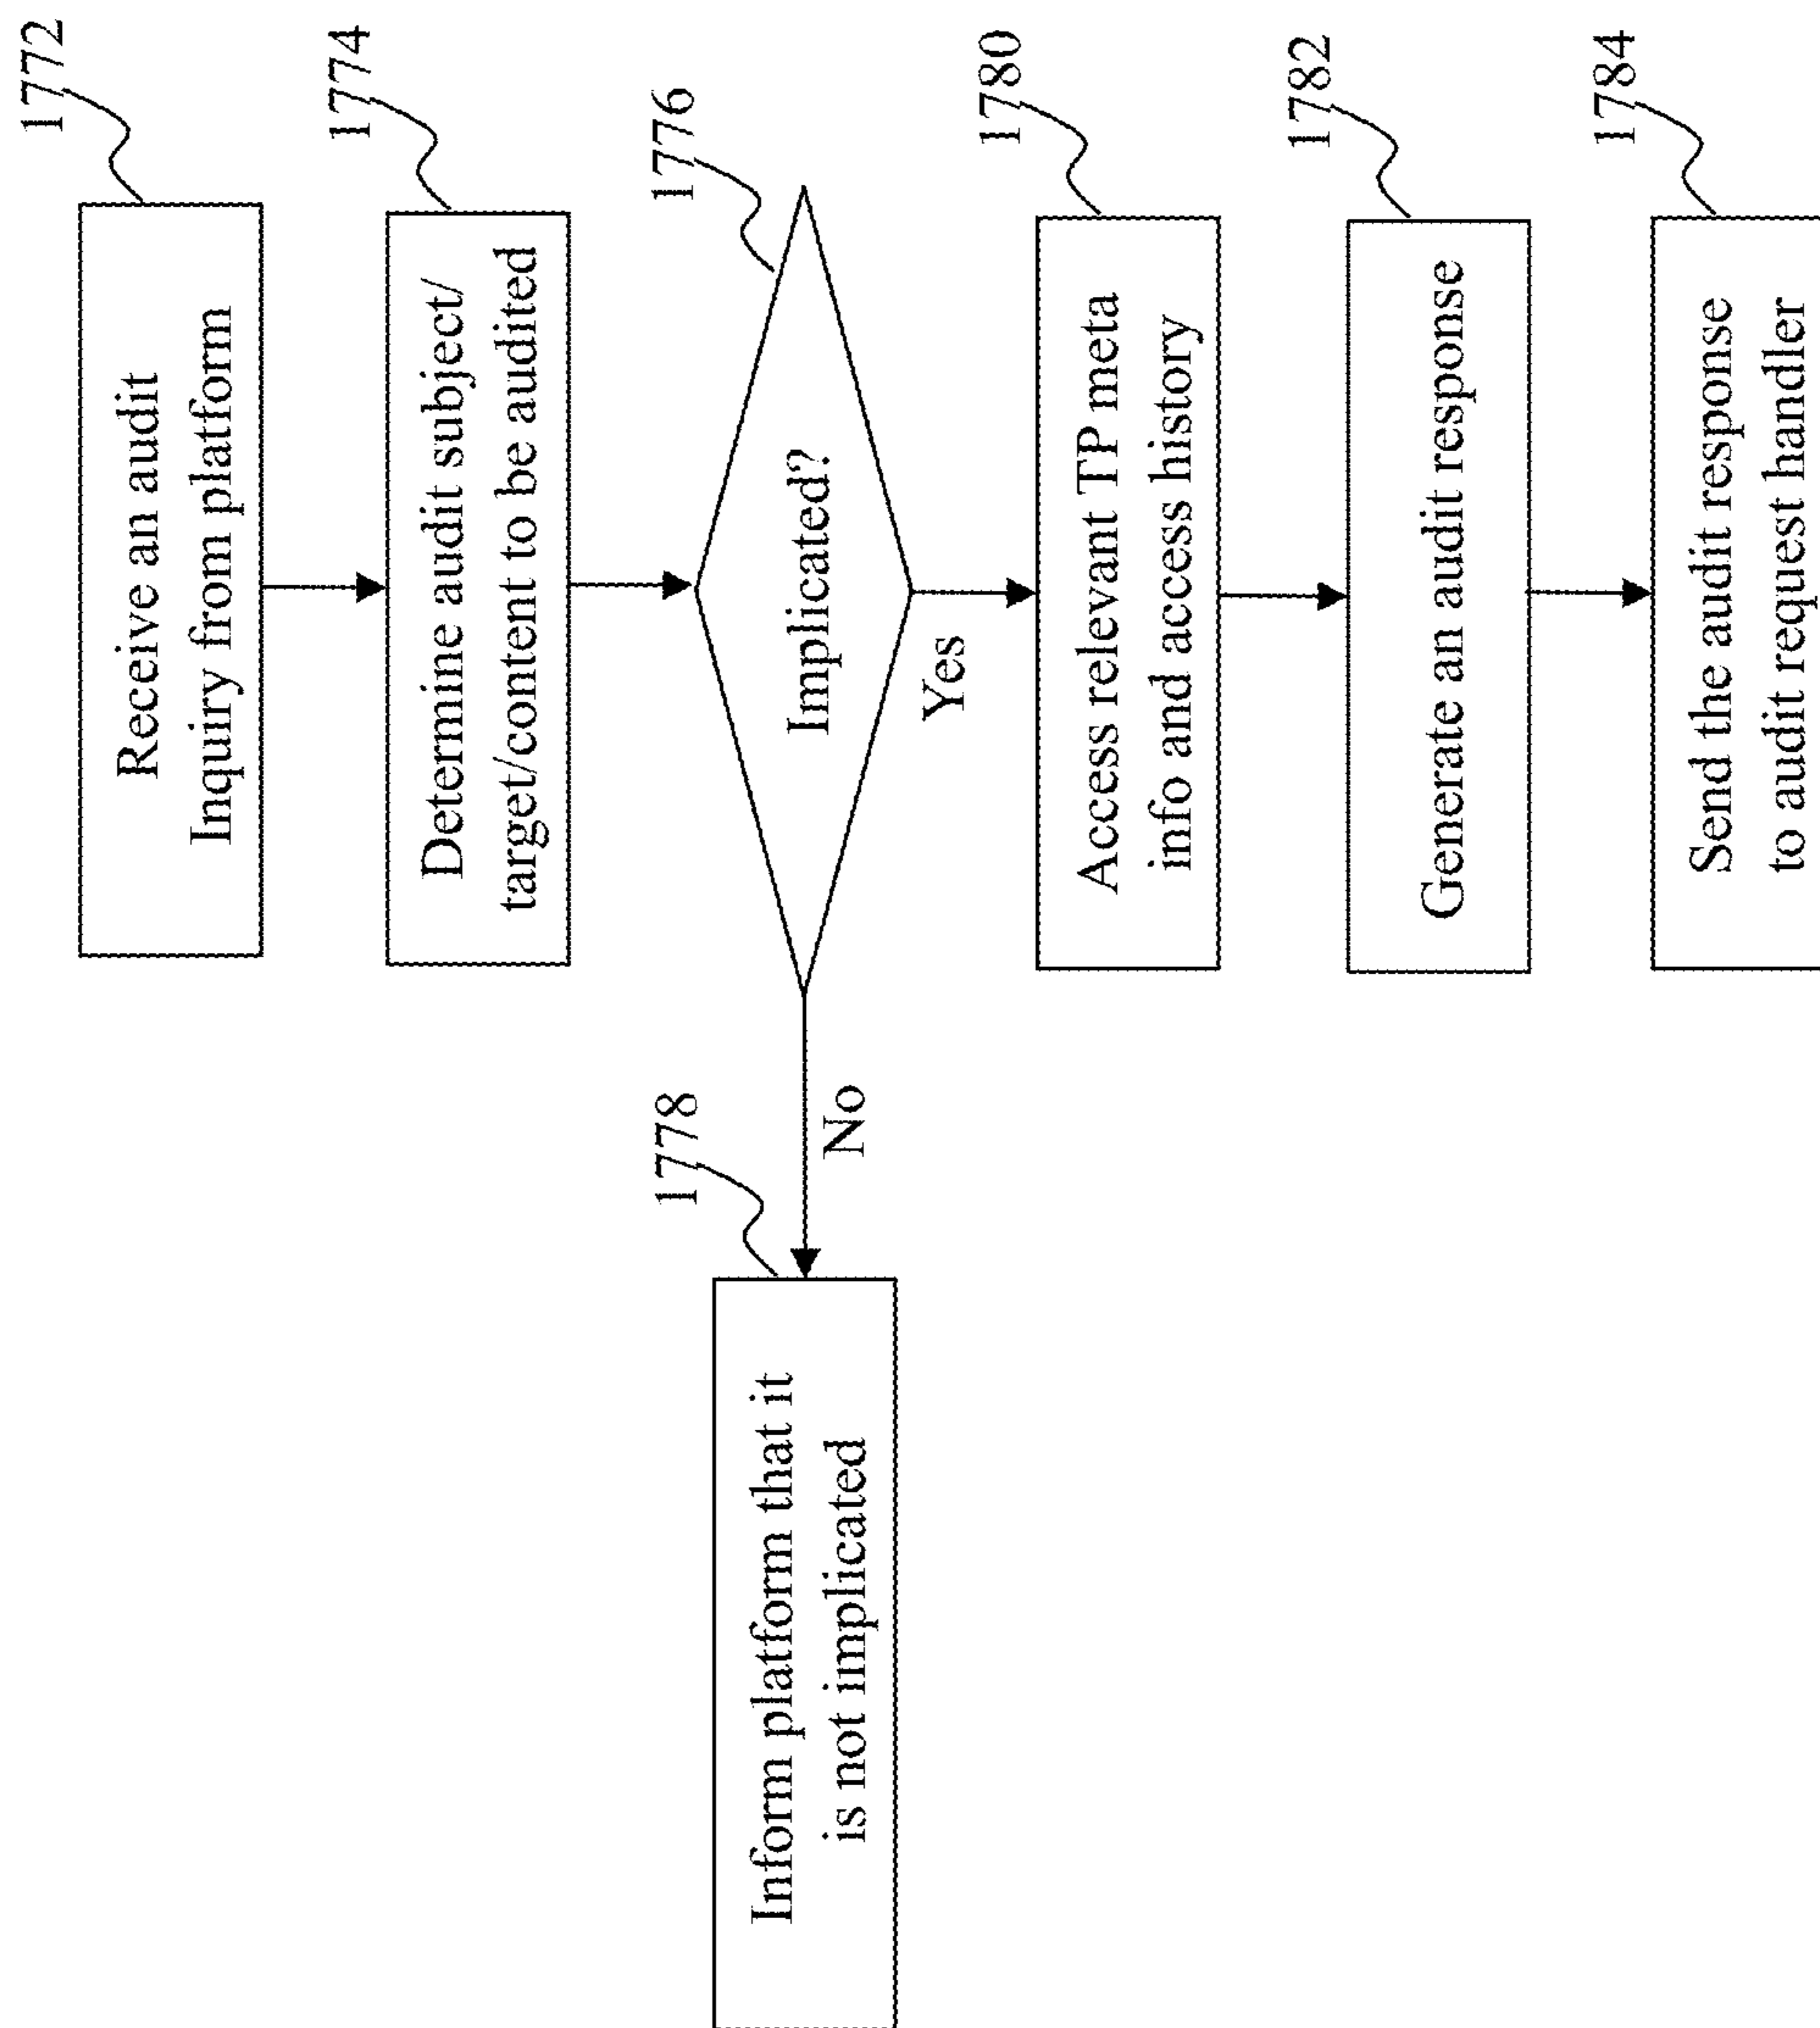 1772
Receive an audit
Inquiry from platform
1774
Determine audit subject/
target/content to be audited
1776
Implicated?
No
Yes
1778
Inform platform that it
is not implicated
1780
Access relevant TP meta
info and access history
1782
Generate an audit response
1784
Send the audit response
to audit request handler